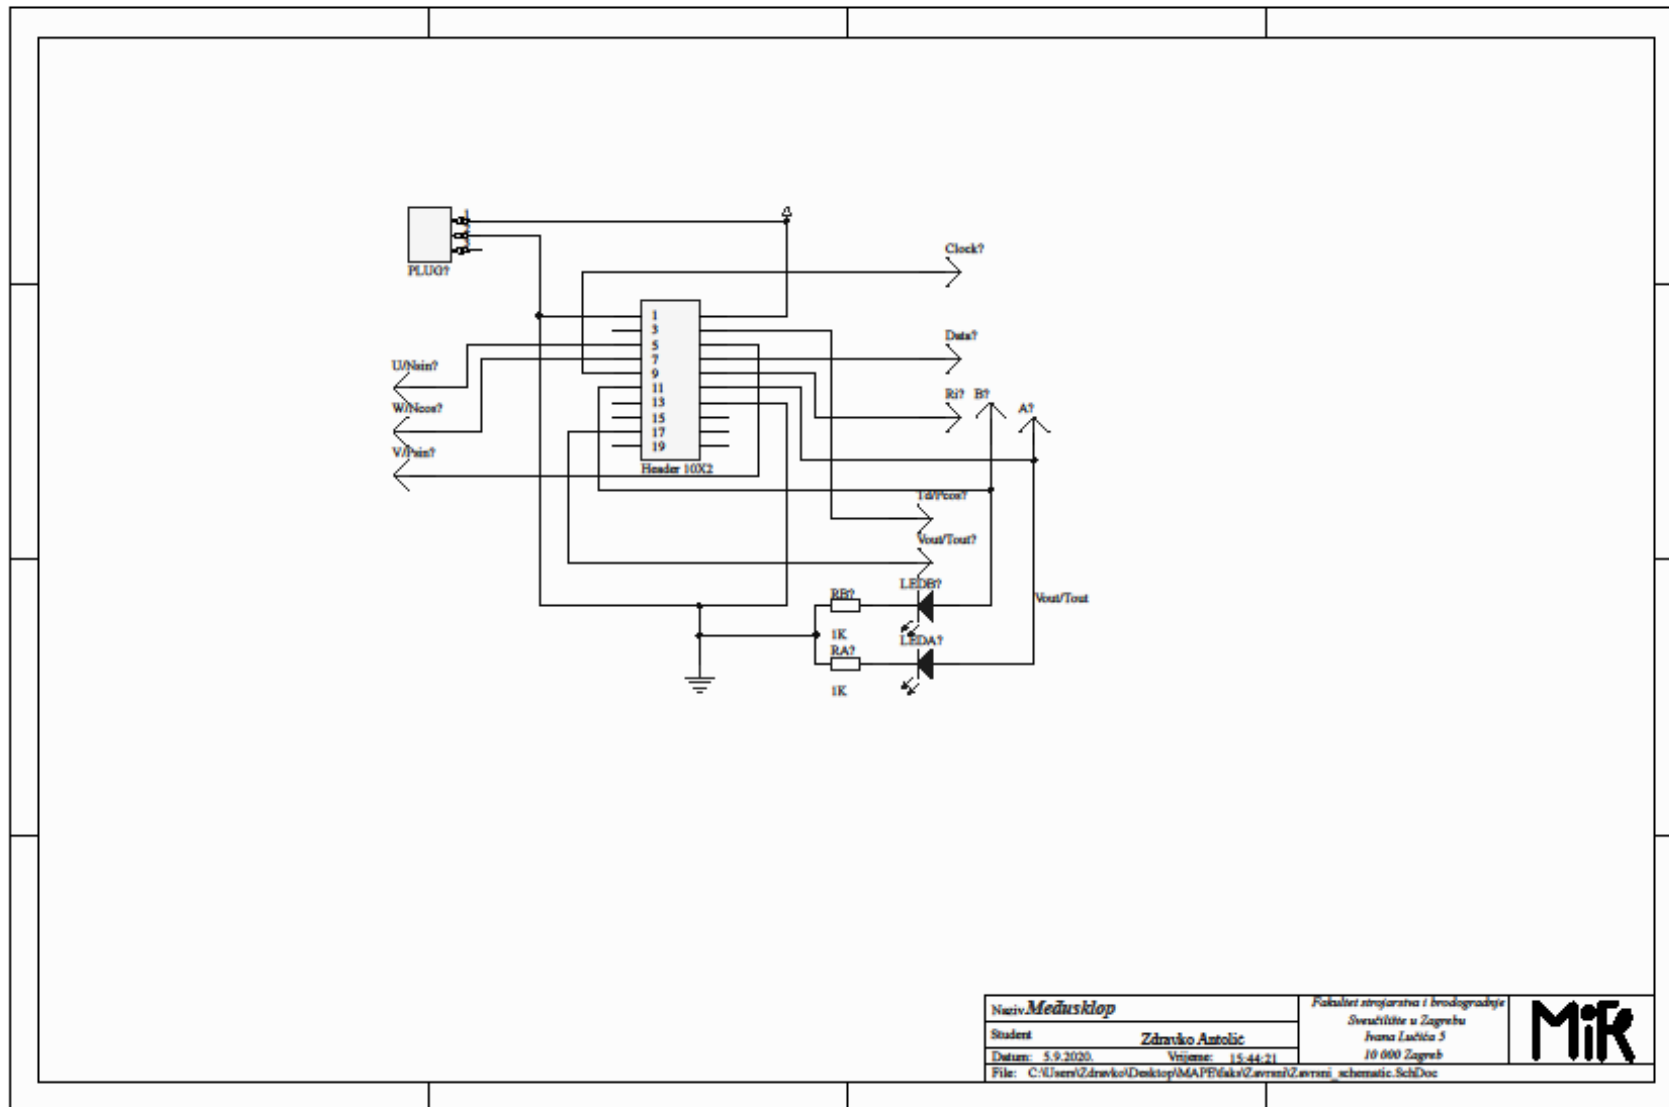 PLUG?
Clock?
1
3
Data?
5
7
U/Nsin?
9
11
Ri? B?
W/Ncos?
13
A?
15
17
V/Psin?
19
Header 10X2
Td/Pcos?
Vout/Tout?
LEDB?
RB?
Vout/Tout
1K
LEDA?
RA?
1K
Naziv Međusklop
Student Zdravko Antolić
Datum: 5.9.2020. Vrijeme: 15:44:21
File: C:\Users\Zdravko\Desktop\MAPE\faks\Zavrsni\Zavrsni_schematic.SchDoc
Fakultet strojarstva i brodogradnje
Sveučilište u Zagrebu
Ivana Lučića 5
10 000 Zagreb